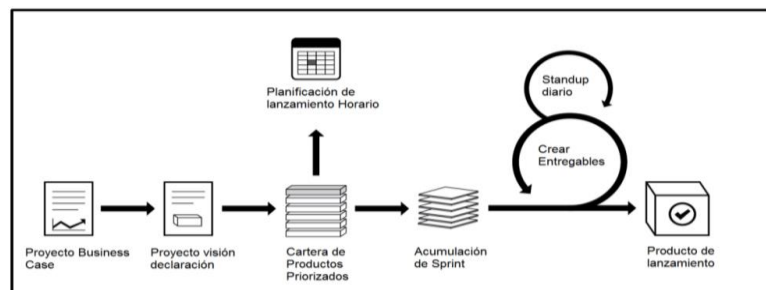 Planificación de
lanzamiento Horario
Standup
diario
Crear
Entregables
Proyecto Business
Case
Proyecto visión
declaración
Cartera de
Productos
Priorizados
Acumulación
de Sprint
Producto de
lanzamiento